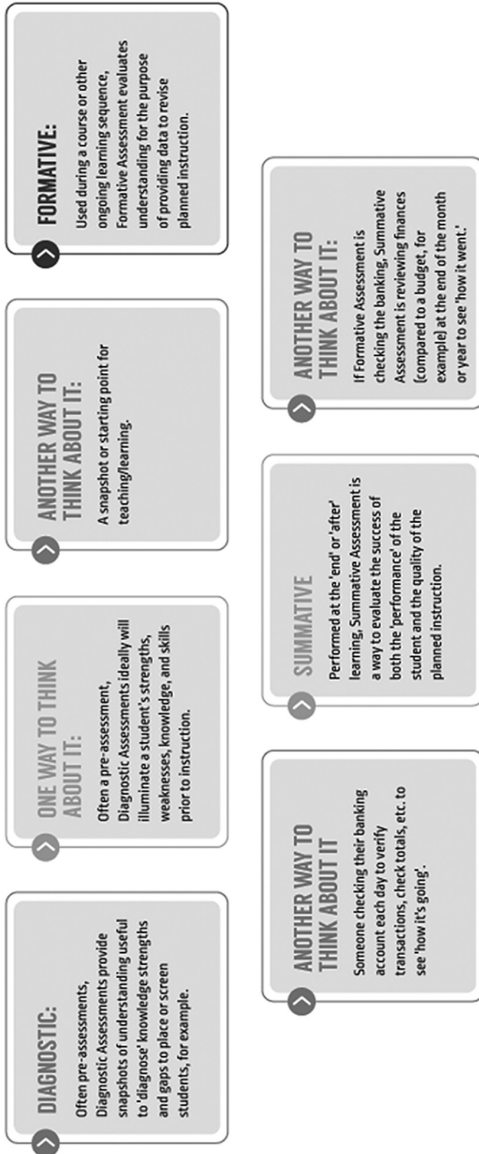 DIAGNOSTIC:
Often pre-assessments,
Diagnostic Assessments provide
snapshots of understanding useful
to 'diagnose' knowledge strengths
and gaps to place or screen
students, for example.
ONE WAY TO THINK
ABOUT IT:
Often a pre-assessment,
Diagnostic Assessments ideally will
illuminate a student's strengths,
weaknesses, knowledge, and skills
prior to instruction.
ANOTHER WAY TO
THINK ABOUT IT:
A snapshot or starting point for
teaching/learning.
FORMATIVE:
Used during a course or other
ongoing learning sequence,
Formative Assessment evaluates
understanding for the purpose
of providing data to revise
planned instruction.
ANOTHER WAY TO
THINK ABOUT IT
Someone checking their banking
account each day to verify
transactions, check totals, etc. to
see 'how it's going'.
SUMMATIVE
Performed at the 'end' or 'after'
learning, Summative Assessment is
a way to evaluate the success of
both the 'performance' of the
student and the quality of the
planned instruction.
ANOTHER WAY TO
THINK ABOUT IT:
If Formative Assessment is
checking the banking, Summative
Assessment is reviewing finances
(compared to a budget, for
example) at the end of the month
or year to see 'how it went.'